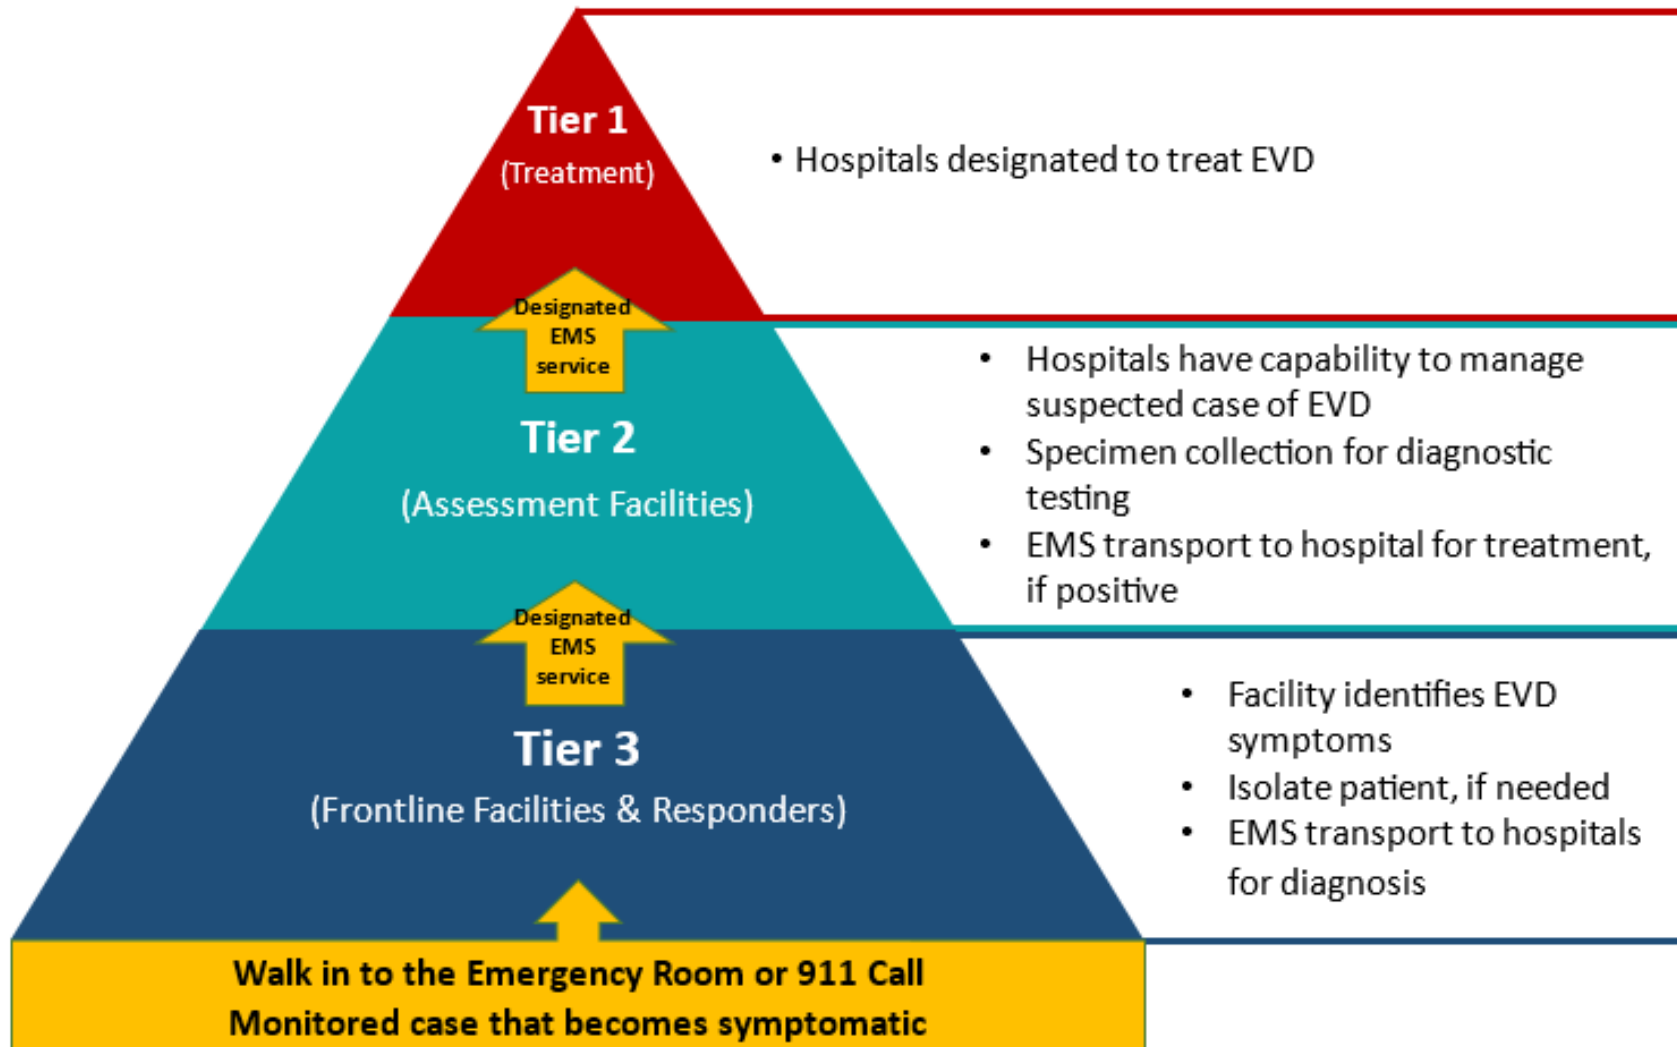 Tier 1
(Treatment)
• Hospitals designated to treat EVD
Designated
EMS
service
Tier 2
(Assessment Facilities)
• Hospitals have capability to manage
suspected case of EVD
• Specimen collection for diagnostic
testing
• EMS transport to hospital for treatment,
if positive
Designated
EMS
service
Tier 3
(Frontline Facilities & Responders)
• Facility identifies EVD
symptoms
• Isolate patient, if needed
• EMS transport to hospitals
for diagnosis
Walk in to the Emergency Room or 911 Call
Monitored case that becomes symptomatic